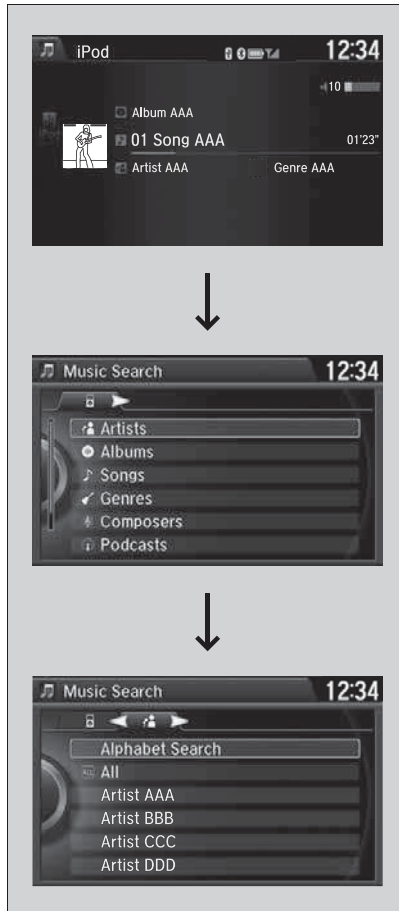 iPod 12:34
10
Album AAA
01 Song AAA 01'23"
Artist AAA Genre AAA
Music Search 12:34
Artists
Albums
Songs
Genres
Composers
Podcasts
Music Search 12:34
Alphabet Search
ALL All
Artist AAA
Artist BBB
Artist CCC
Artist DDD